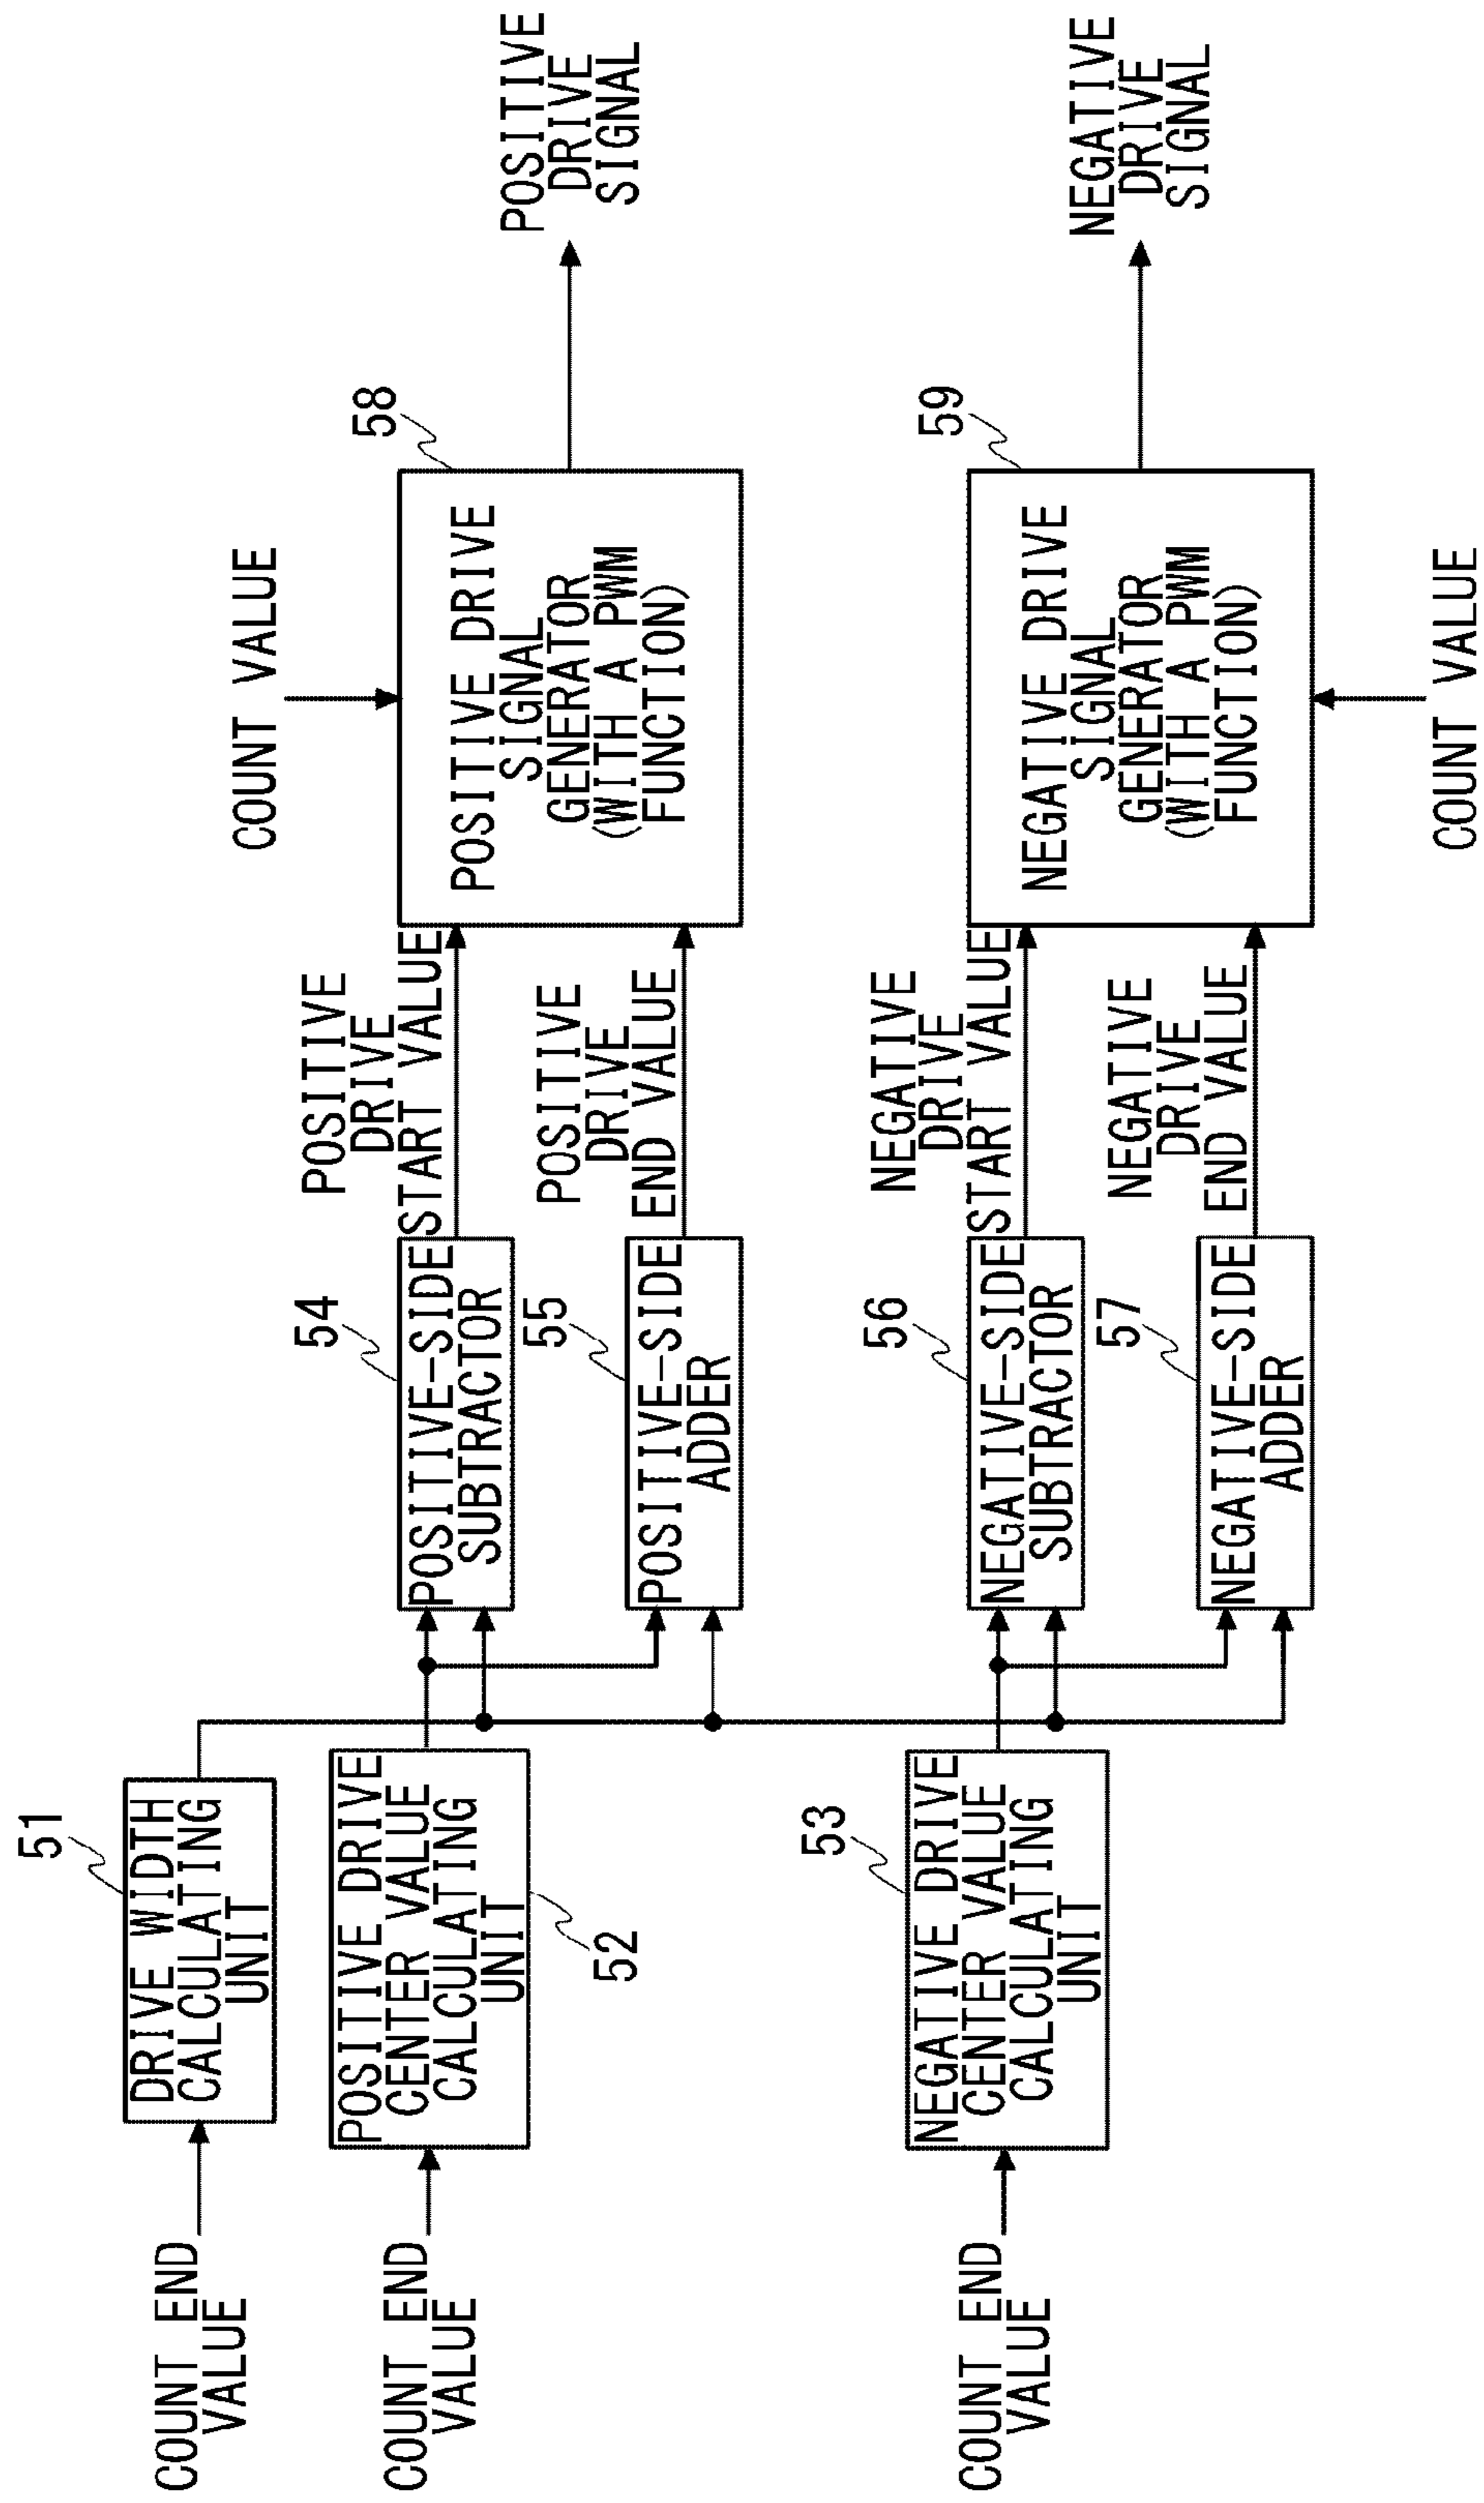 COUNT END
VALUE
51
DRIVE WIDTH
CALCULATING
UNIT
COUNT END
VALUE
POSITIVE DRIVE
CENTER VALUE
CALCULATING
UNIT
52
COUNT END
VALUE
53
NEGATIVE DRIVE
CENTER VALUE
CALCULATING
UNIT
54
POSITIVE-SIDE
SUBTRACTOR
55
POSITIVE-SIDE
ADDER
56
NEGATIVE-SIDE
SUBTRACTOR
57
NEGATIVE-SIDE
ADDER
POSITIVE
DRIVE
START VALUE
POSITIVE
DRIVE
END VALUE
NEGATIVE
DRIVE
START VALUE
NEGATIVE
DRIVE
END VALUE
COUNT VALUE
58
POSITIVE DRIVE
SIGNAL
GENERATOR
(WITH A PWM
FUNCTION)
59
NEGATIVE DRIVE
SIGNAL
GENERATOR
(WITH A PWM
FUNCTION)
COUNT VALUE
POSITIVE
DRIVE
SIGNAL
NEGATIVE
DRIVE
SIGNAL